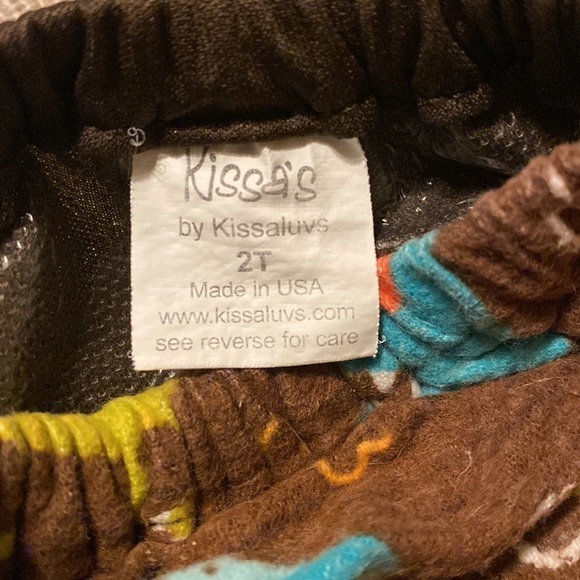 Kissa's
by Kissaluvs
2T
Made in USA
www.kissaluvs.com
see reverse for care